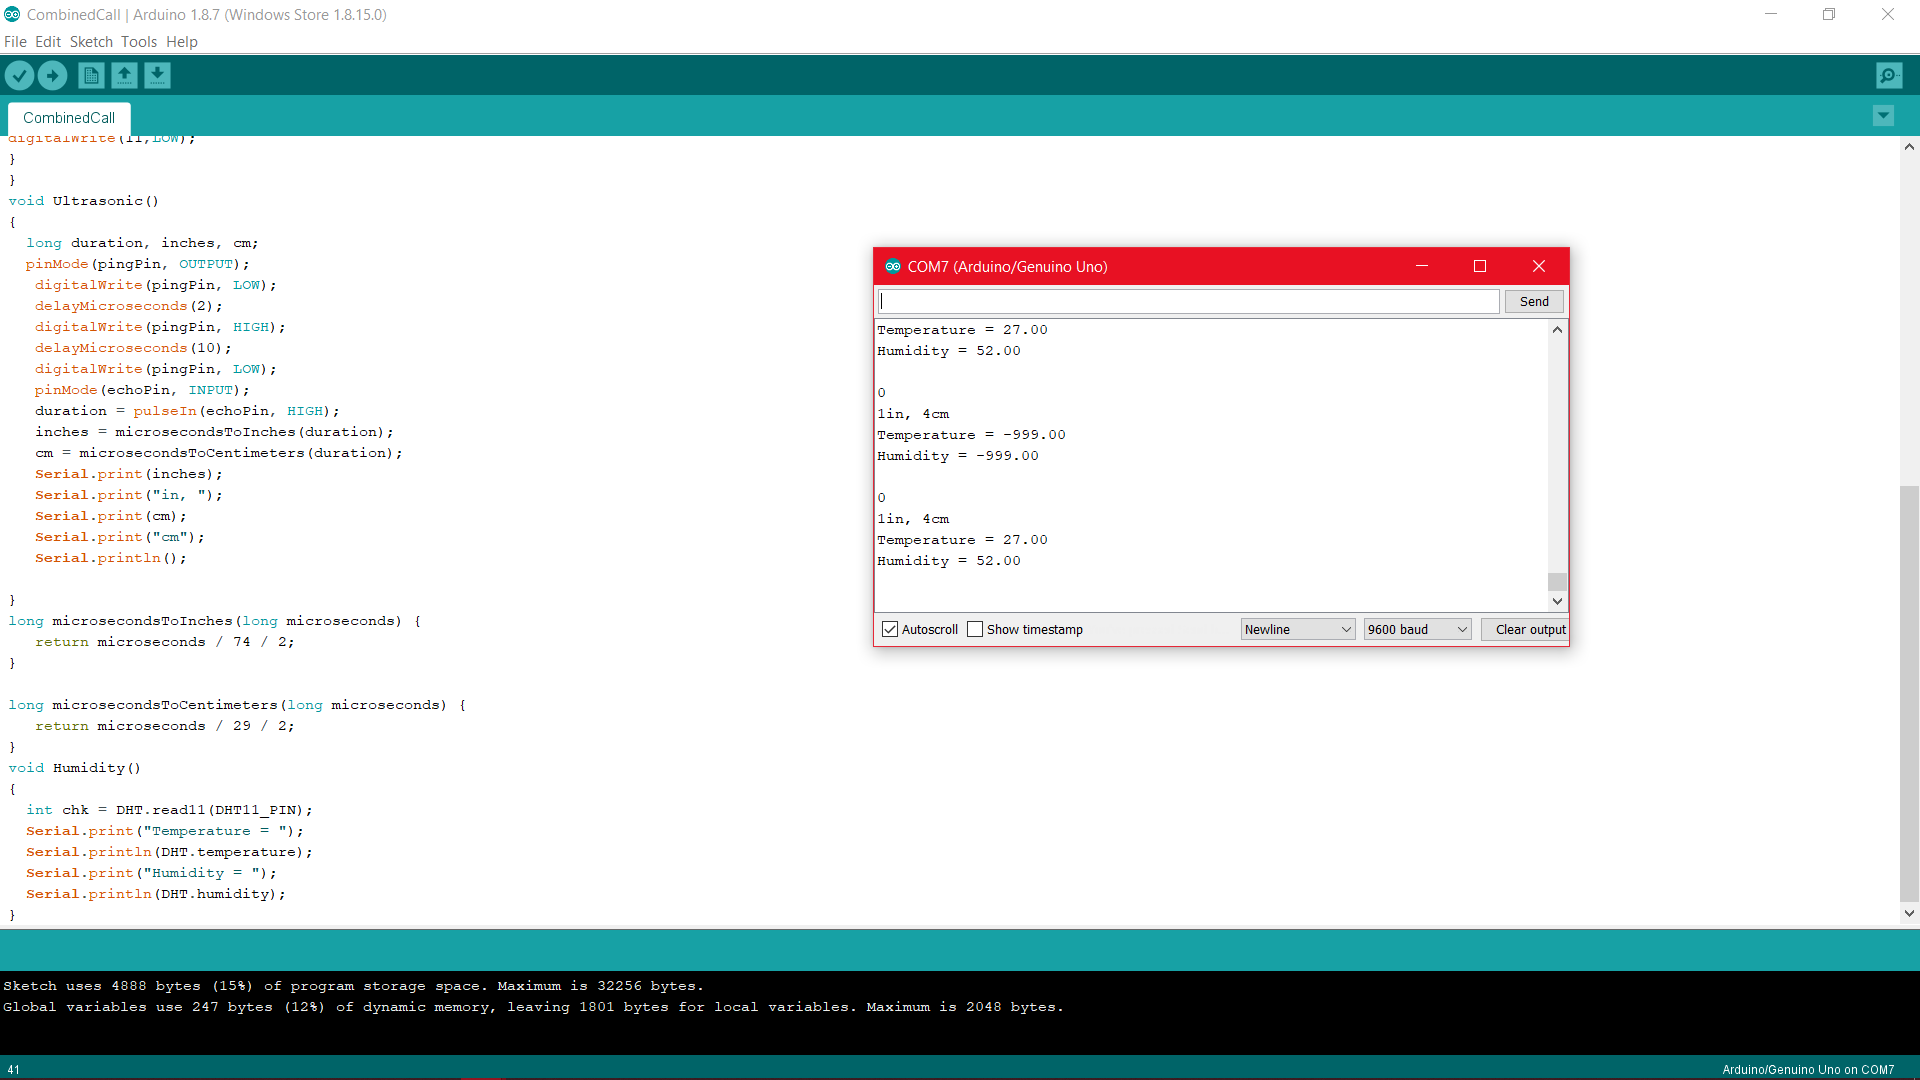 CombinedCall | Arduino 1.8.7 (Windows Store 1.8.15.0)
File Edit Sketch Tools Help
CombinedCall
digitalWrite(11,LOW);
}
}
void Ultrasonic()
{
long duration, inches, cm;
pinMode(pingPin, OUTPUT);
digitalWrite(pingPin, LOW);
delayMicroseconds(2);
digitalWrite(pingPin, HIGH);
delayMicroseconds(10);
digitalWrite(pingPin, LOW);
pinMode(echoPin, INPUT);
duration = pulseIn(echoPin, HIGH);
inches = microsecondsToInches(duration);
cm = microsecondsToCentimeters(duration);
Serial.print(inches);
Serial.print("in, ");
Serial.print(cm);
Serial.print("cm");
Serial.println();
}
long microsecondsToInches(long microseconds) {
return microseconds / 74 / 2;
}
long microsecondsToCentimeters(long microseconds) {
return microseconds / 29 / 2;
}
void Humidity()
{
int chk = DHT.read11(DHT11_PIN);
Serial.print("Temperature = ");
Serial.println(DHT.temperature);
Serial.print("Humidity = ");
Serial.println(DHT.humidity);
}
COM7 (Arduino/Genuino Uno)
Send
Temperature = 27.00
Humidity = 52.00
0
1in, 4cm
Temperature = -999.00
Humidity = -999.00
0
1in, 4cm
Temperature = 27.00
Humidity = 52.00
Autoscroll Show timestamp Newline 9600 baud Clear output
Sketch uses 4888 bytes (15%) of program storage space. Maximum is 32256 bytes.
Global variables use 247 bytes (12%) of dynamic memory, leaving 1801 bytes for local variables. Maximum is 2048 bytes.
41 Arduino/Genuino Uno on COM7